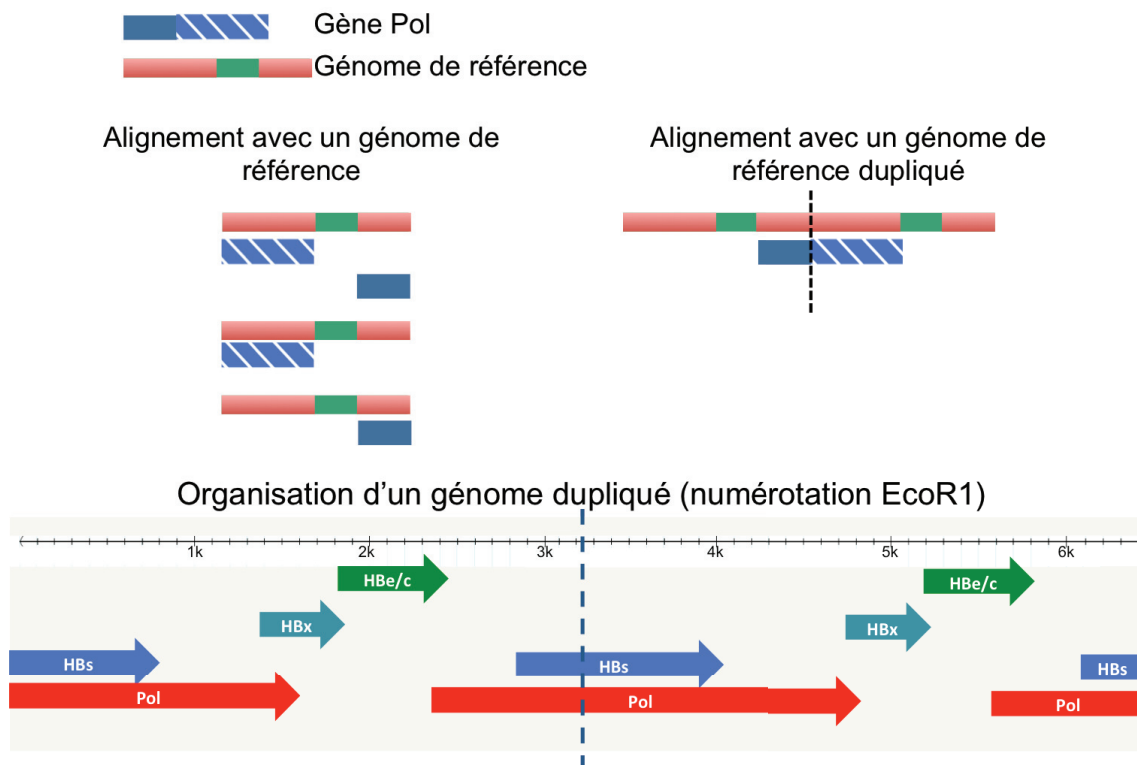 Gène Pol
Génome de référence
Alignement avec un génome de
référence
Alignement avec un génome de
référence dupliqué
Organisation d’un génome dupliqué (numérotation EcoR1)
1k 2k 3k 4k 5k 6k
HBe/c HBe/c
HBx HBx
HBs HBs HBs
Pol Pol Pol